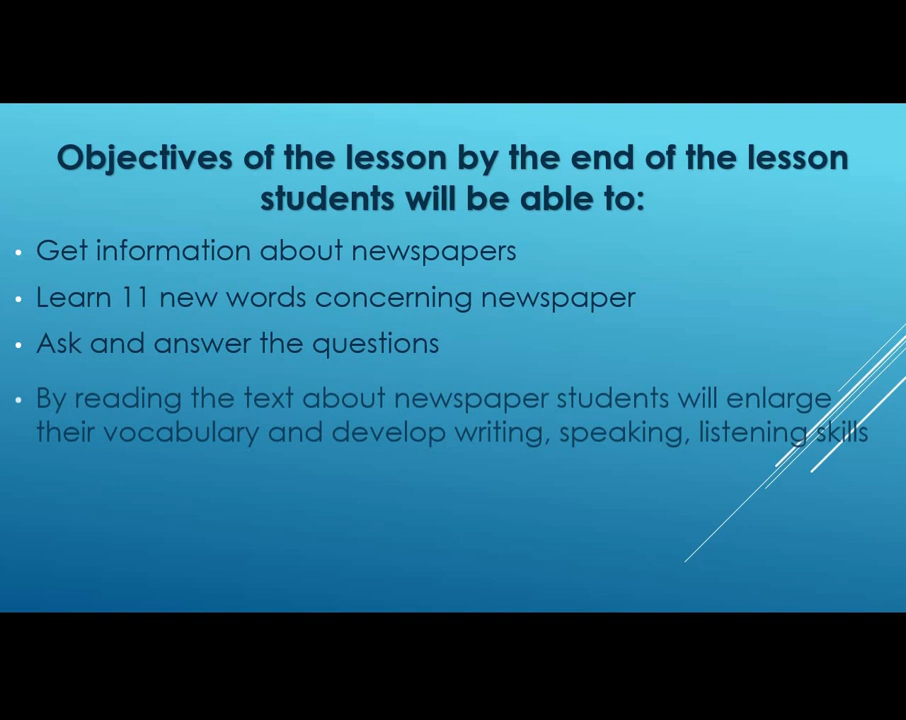 Objectives of the lesson by the end of the lesson
students will be able to:
• Get information about newspapers
• Learn 11 new words concerning newspaper
• Ask and answer the questions
• By reading the text about newspaper students will enlarge
their vocabulary and develop writing, speaking, listening skills